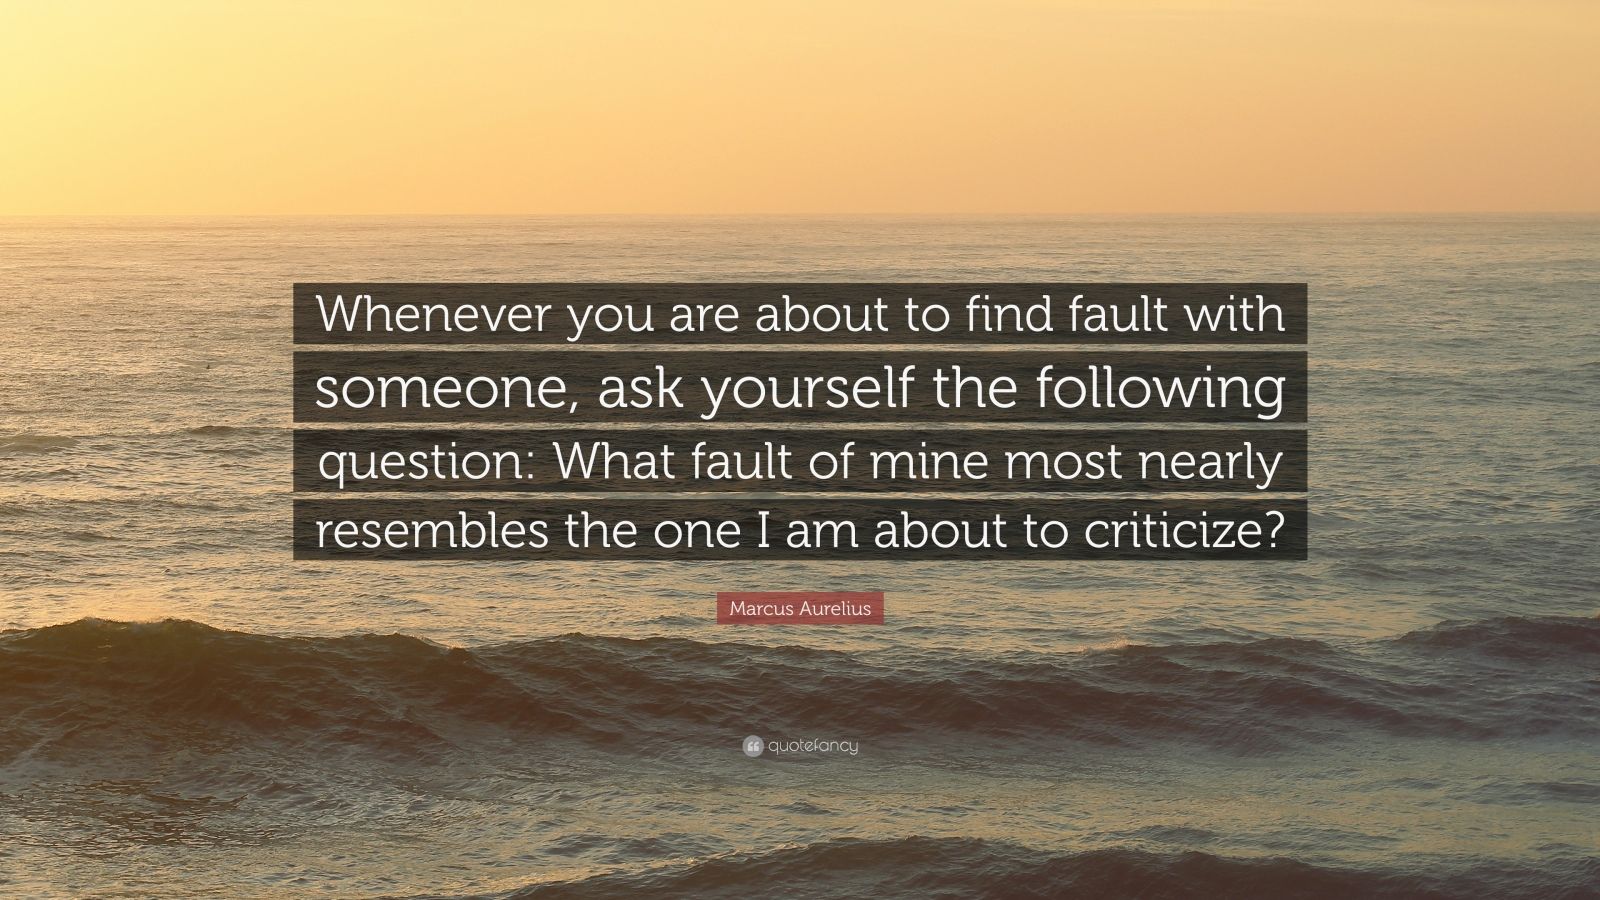 Whenever you are about to find fault with
someone, ask yourself the following
question: What fault of mine most nearly
resembles the one I am about to criticize?
Marcus Aurelius
quotefancy